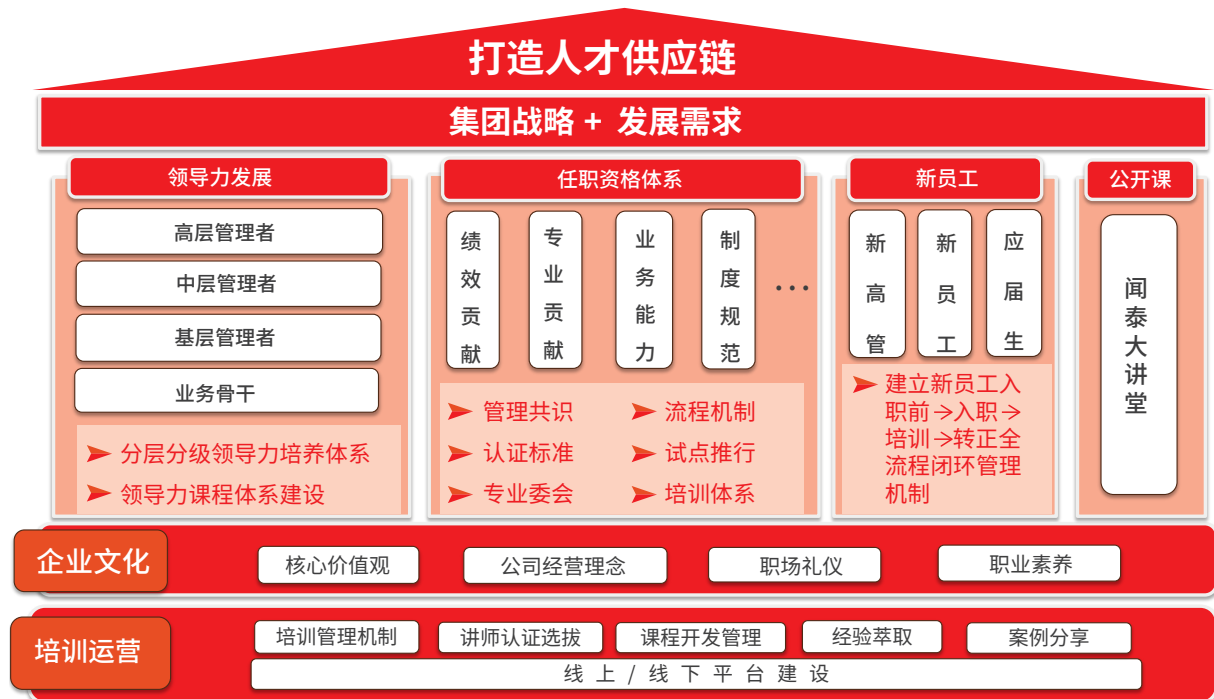 打造人才供应链
集团战略 + 发展需求
领导力发展
高层管理者
中层管理者
基层管理者
业务骨干
➢ 分层分级领导力培养体系
➢ 领导力课程体系建设
任职资格体系
绩效贡献
专业贡献
业务能力
制度规范
...
➢ 管理共识
➢ 认证标准
➢ 专业委会
➢ 流程机制
➢ 试点推行
➢ 培训体系
新员工
新高管
新员工
应届生
➢ 建立新员工入
职前→入职→
培训→转正全
流程闭环管理
机制
公开课
闻泰大讲堂
企业文化
核心价值观
公司经营理念
职场礼仪
职业素养
培训运营
培训管理机制
讲师认证选拔
课程开发管理
经验萃取
案例分享
线上/线下平台建设